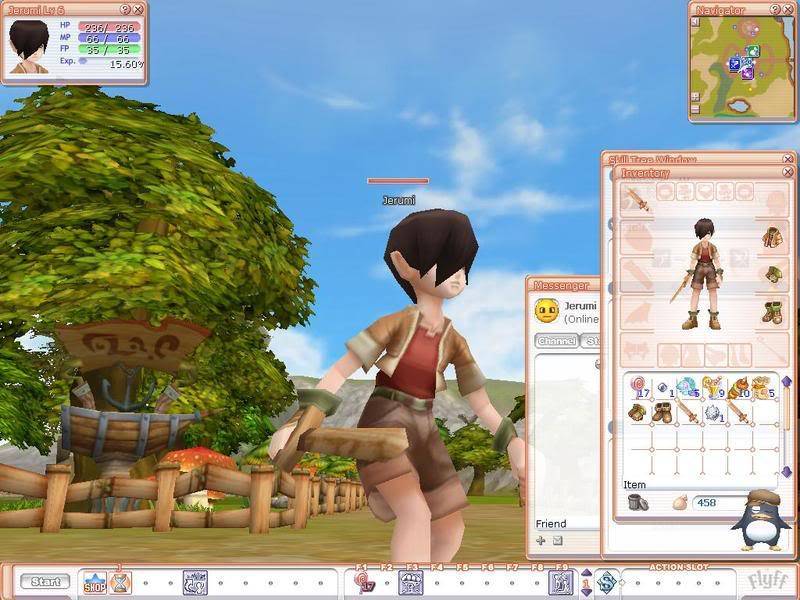 Jerumi Lv 6
HP 236/ 236
MP 66 / 66
FP 35 / 35
Exp. 15.60%
Navigator
Jerumi
Skill Tree Window
Inventory
Messenger
Jerumi
(Online
Channel
17 1 5 9 10 5
1
Item
458
Friend
Start
SHOP
F1 F2 F3 F4 F5 F6 F7 F8 F9
17
1
ACTION SLOT
Flyff